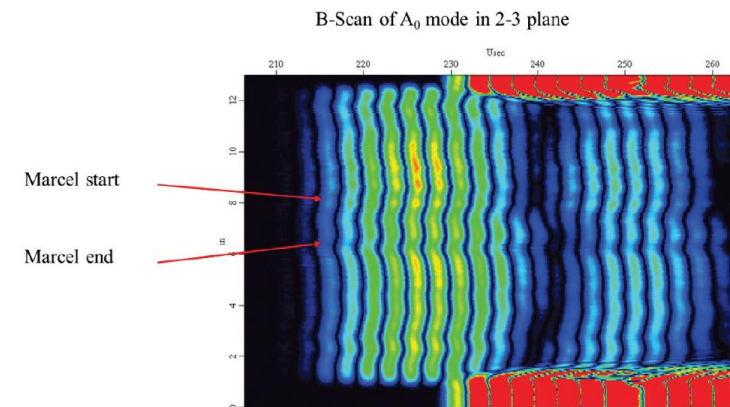 B-Scan of A₀ mode in 2-3 plane
Usec
210 220 230 240 250 260
12
10
Marcel start
8
in
6
Marcel end
4
2
0